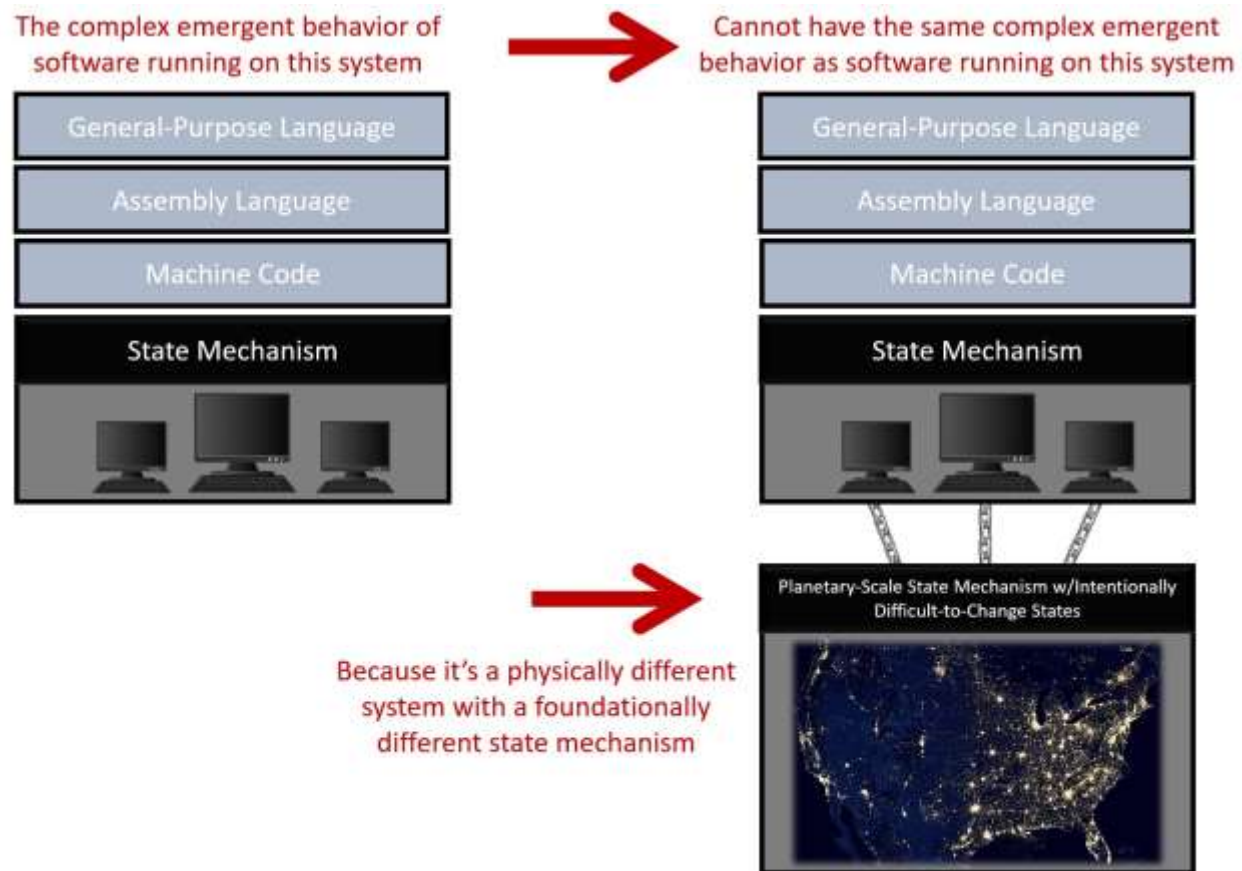 The complex emergent behavior of
software running on this system
General-Purpose Language
Assembly Language
Machine Code
State Mechanism
Cannot have the same complex emergent
behavior as software running on this system
General-Purpose Language
Assembly Language
Machine Code
State Mechanism
Planetary-Scale State Mechanism w/Intentionally
Difficult-to-Change States
Because it's a physically different
system with a foundationally
different state mechanism